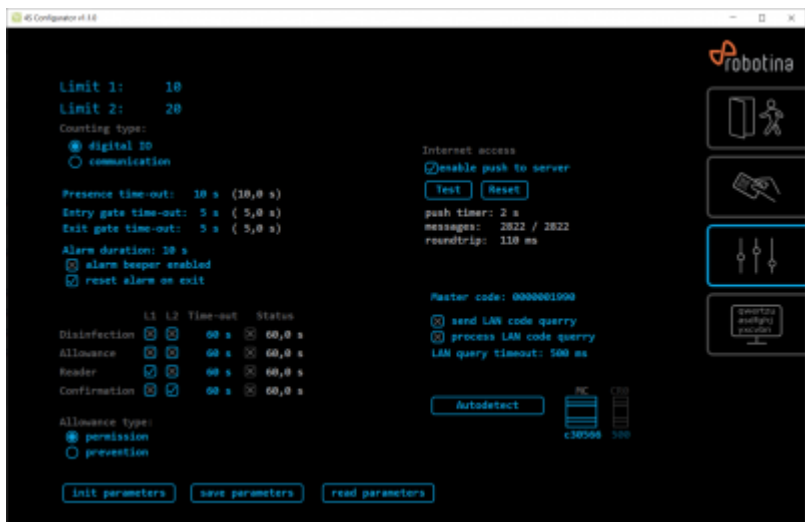 4S Configurator v1.1.0
robotina
Limit 1: 10
Limit 2: 20
Counting type:
digital IO
communication
Presence time-out: 10 s (10,0 s)
Entry gate time-out: 5 s ( 5,0 s)
Exit gate time-out: 5 s ( 5,0 s)
Alarm duration: 10 s
alarm beeper enabled
reset alarm on exit
L1 L2 Time-out Status
Disinfection 60 s 60,0 s
Allowance 60 s 60,0 s
Reader 60 s 60,0 s
Confirmation 60 s 60,0 s
Allowance type:
permission
prevention
init parameters save parameters read parameters
Internet access
enable push to server
Test Reset
push timer: 2 s
messages: 2822 / 2822
roundtrip: 110 ms
Master code: 0000001990
send LAN code querry
process LAN code querry
LAN query timeout: 500 ms
Autodetect
MC
c30566 500
qwertzu
asdfghj
yxcvbn